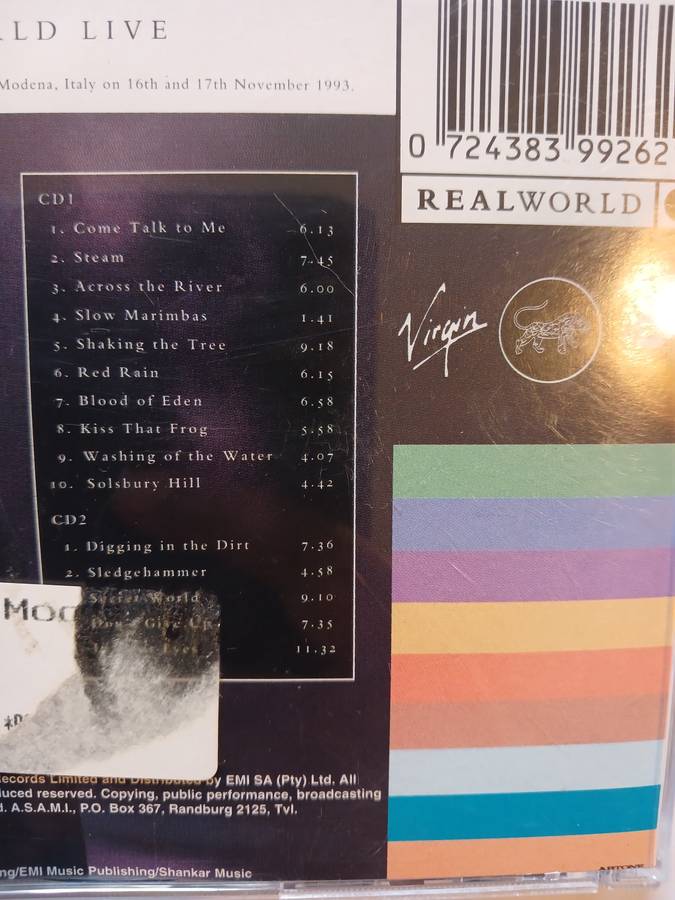 LD LIVE
Modena, Italy on 16th and 17th November 1993.
0 724383 99262
REALWORLD
Virgin
CD1
1. Come Talk to Me 6.13
2. Steam 7.45
3. Across the River 6.00
4. Slow Marimbas 1.41
5. Shaking the Tree 9.18
6. Red Rain 6.15
7. Blood of Eden 6.58
8. Kiss That Frog 5.58
9. Washing of the Water 4.07
10. Solsbury Hill 4.42
CD2
1. Digging in the Dirt 7.36
2. Sledgehammer 4.58
Secret World 9.10
Don't Give Up 7.35
Eyes 11.32
Records Limited and Distributed by EMI SA (Pty) Ltd. All
reserved. Copying, public performance, broadcasting
A.S.A.M.I., P.O. Box 367, Randburg 2125, Tvl.
/EMI Music Publishing/Shankar Music